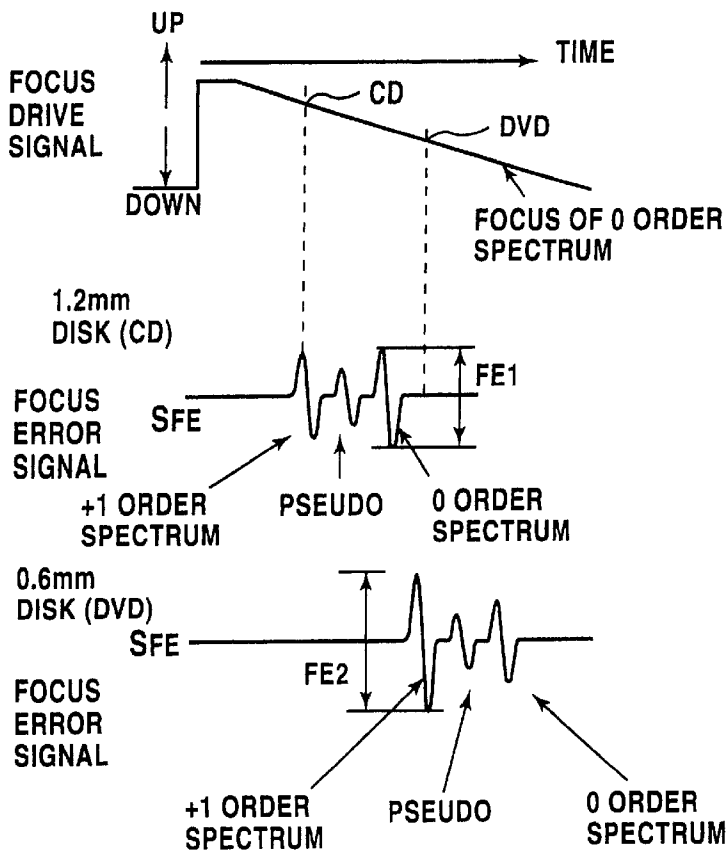 UP
TIME
FOCUS
DRIVE
SIGNAL
CD
DVD
DOWN
FOCUS OF 0 ORDER
SPECTRUM
1.2mm
DISK (CD)
FE1
FOCUS
ERROR
SIGNAL
SFE
+1 ORDER
SPECTRUM
PSEUDO
0 ORDER
SPECTRUM
0.6mm
DISK (DVD)
SFE
FE2
FOCUS
ERROR
SIGNAL
+1 ORDER
SPECTRUM
PSEUDO
0 ORDER
SPECTRUM